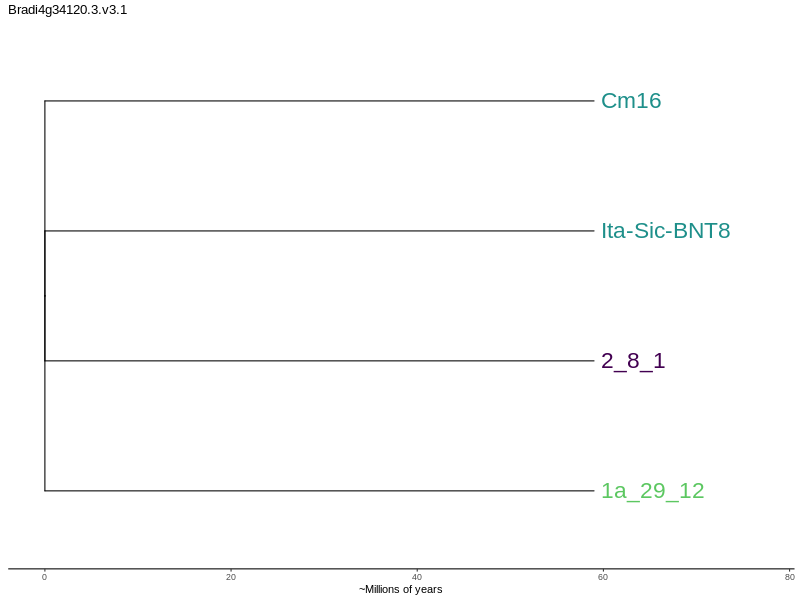 Bradi4g34120.3.v3.1
Cm16
Ita-Sic-BNT8
2_8_1
1a_29_12
0 20 40 60 80
~Millions of years